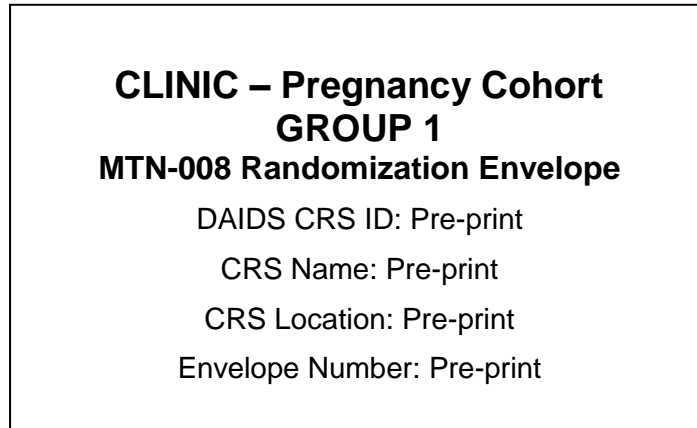 CLINIC – Pregnancy Cohort
GROUP 1
MTN-008 Randomization Envelope
DAIDS CRS ID: Pre-print
CRS Name: Pre-print
CRS Location: Pre-print
Envelope Number: Pre-print